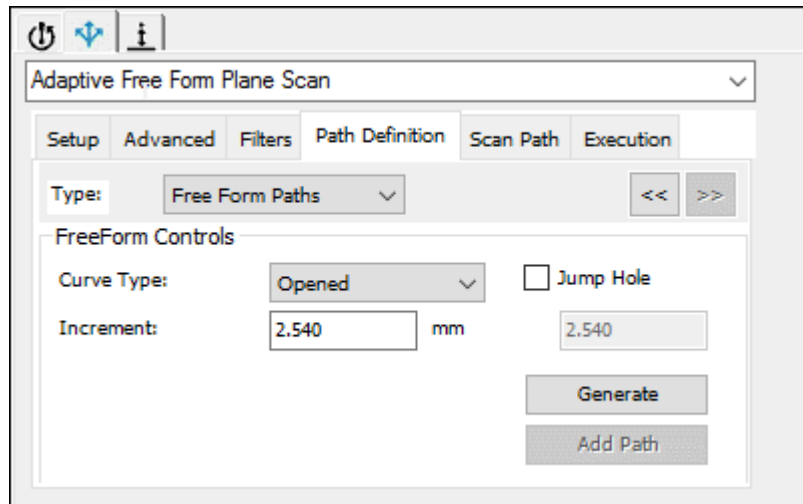 Adaptive Free Form Plane Scan
Setup Advanced Filters Path Definition Scan Path Execution
Type: Free Form Paths << >>
FreeForm Controls
Curve Type: Opened Jump Hole
Increment: 2.540 mm 2.540
Generate
Add Path